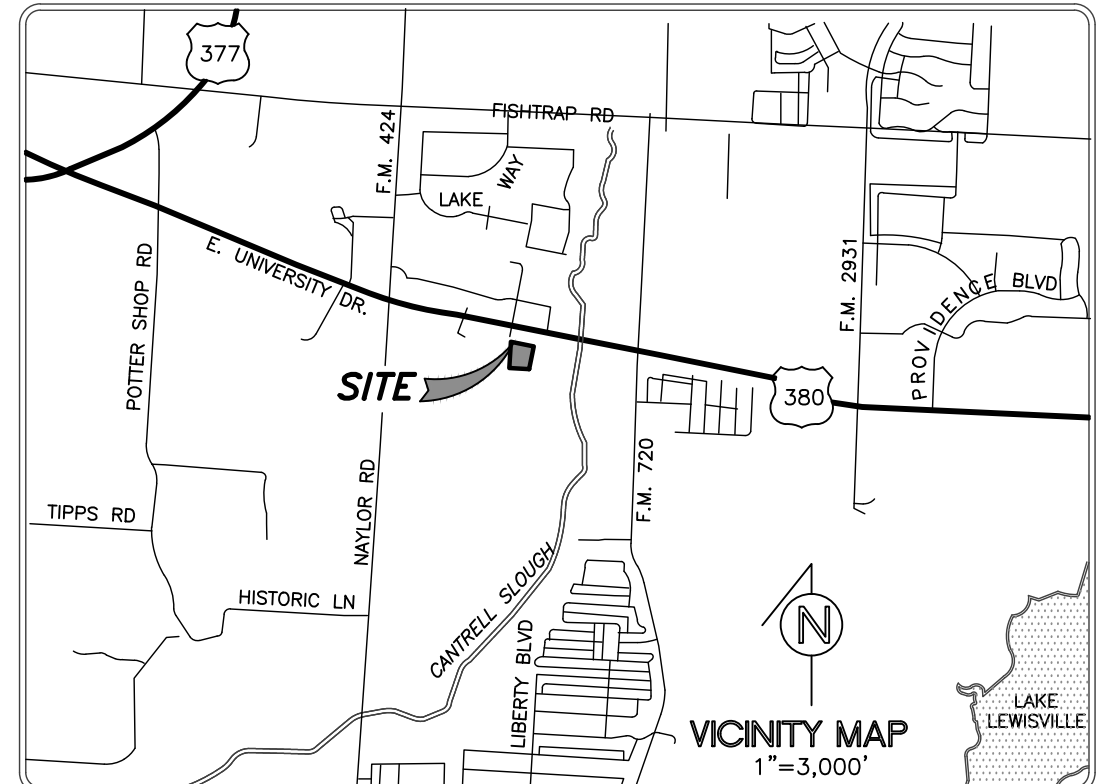 377
FISHTRAP RD
F.M. 424
LAKE WAY
E. UNIVERSITY DR.
POTTER SHOP RD
F.M. 2931
PROVIDENCE BLVD
SITE
380
NAYLOR RD
F.M. 720
TIPPS RD
HISTORIC LN
CANTRELL SLOUGH
LIBERTY BLVD
N
LAKE
LEWISVILLE
VICINITY MAP
1"=3,000'